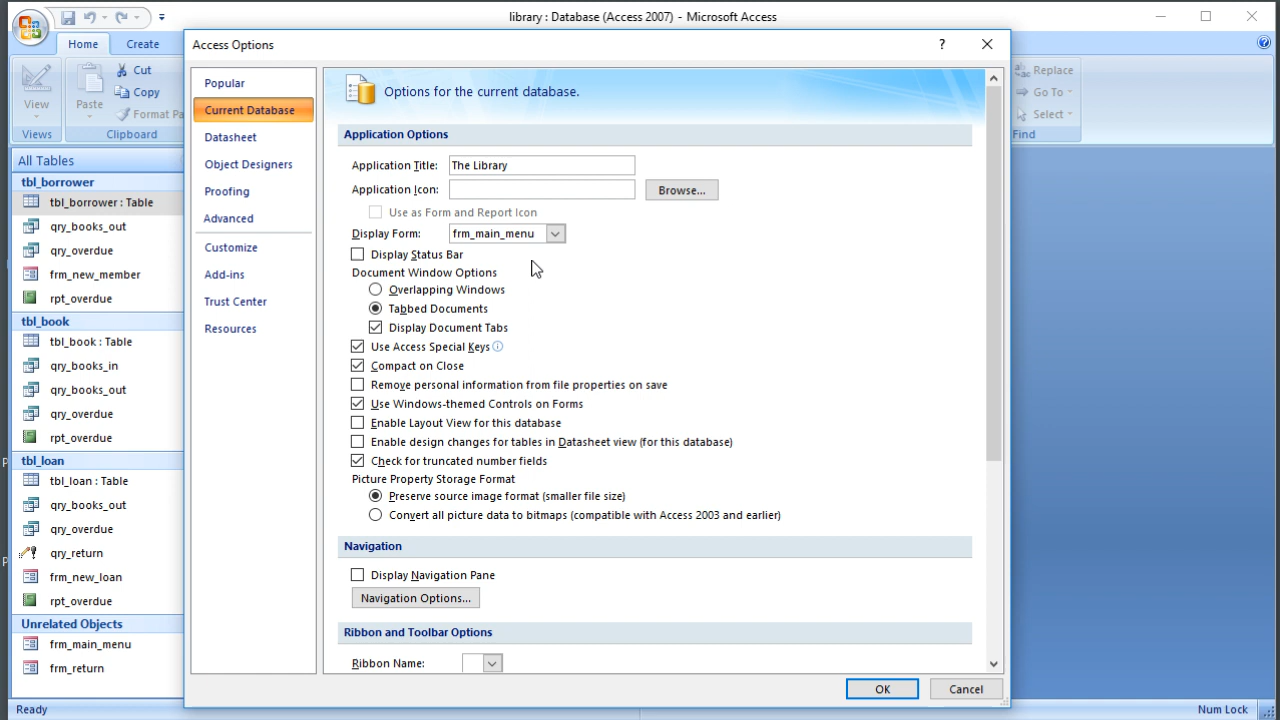 library : Database (Access 2007) - Microsoft Access
Home
Create
View
Views
Paste
Cut
Copy
Format Pa
Clipboard
Replace
Go To
Select
Find
All Tables
tbl_borrower
tbl_borrower : Table
qry_books_out
qry_overdue
frm_new_member
rpt_overdue
tbl_book
tbl_book : Table
qry_books_in
qry_books_out
qry_overdue
rpt_overdue
tbl_loan
tbl_loan : Table
qry_books_out
qry_overdue
qry_return
frm_new_loan
rpt_overdue
Unrelated Objects
frm_main_menu
frm_return
Access Options
?
Popular
Current Database
Datasheet
Object Designers
Proofing
Advanced
Customize
Add-ins
Trust Center
Resources
Options for the current database.
Application Options
Application Title: The Library
Application Icon: Browse...
Use as Form and Report Icon
Display Form: frm_main_menu
Display Status Bar
Document Window Options
Overlapping Windows
Tabbed Documents
Display Document Tabs
Use Access Special Keys
Compact on Close
Remove personal information from file properties on save
Use Windows-themed Controls on Forms
Enable Layout View for this database
Enable design changes for tables in Datasheet view (for this database)
Check for truncated number fields
Picture Property Storage Format
Preserve source image format (smaller file size)
Convert all picture data to bitmaps (compatible with Access 2003 and earlier)
Navigation
Display Navigation Pane
Navigation Options...
Ribbon and Toolbar Options
Ribbon Name:
OK
Cancel
Ready
Num Lock